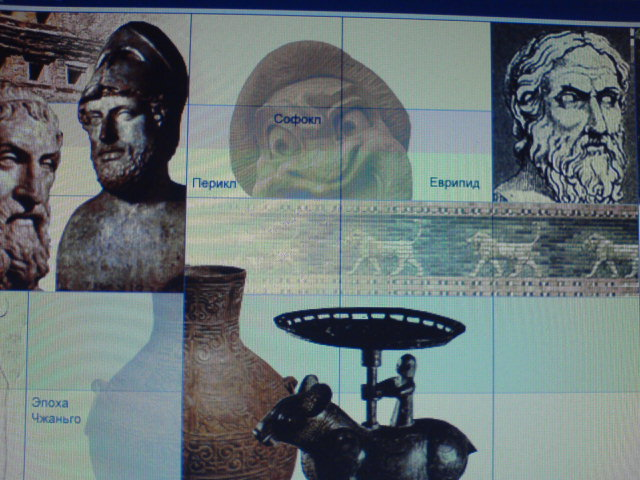 Софокл
Перикл
Еврипид
Эпоха
Чжаньго